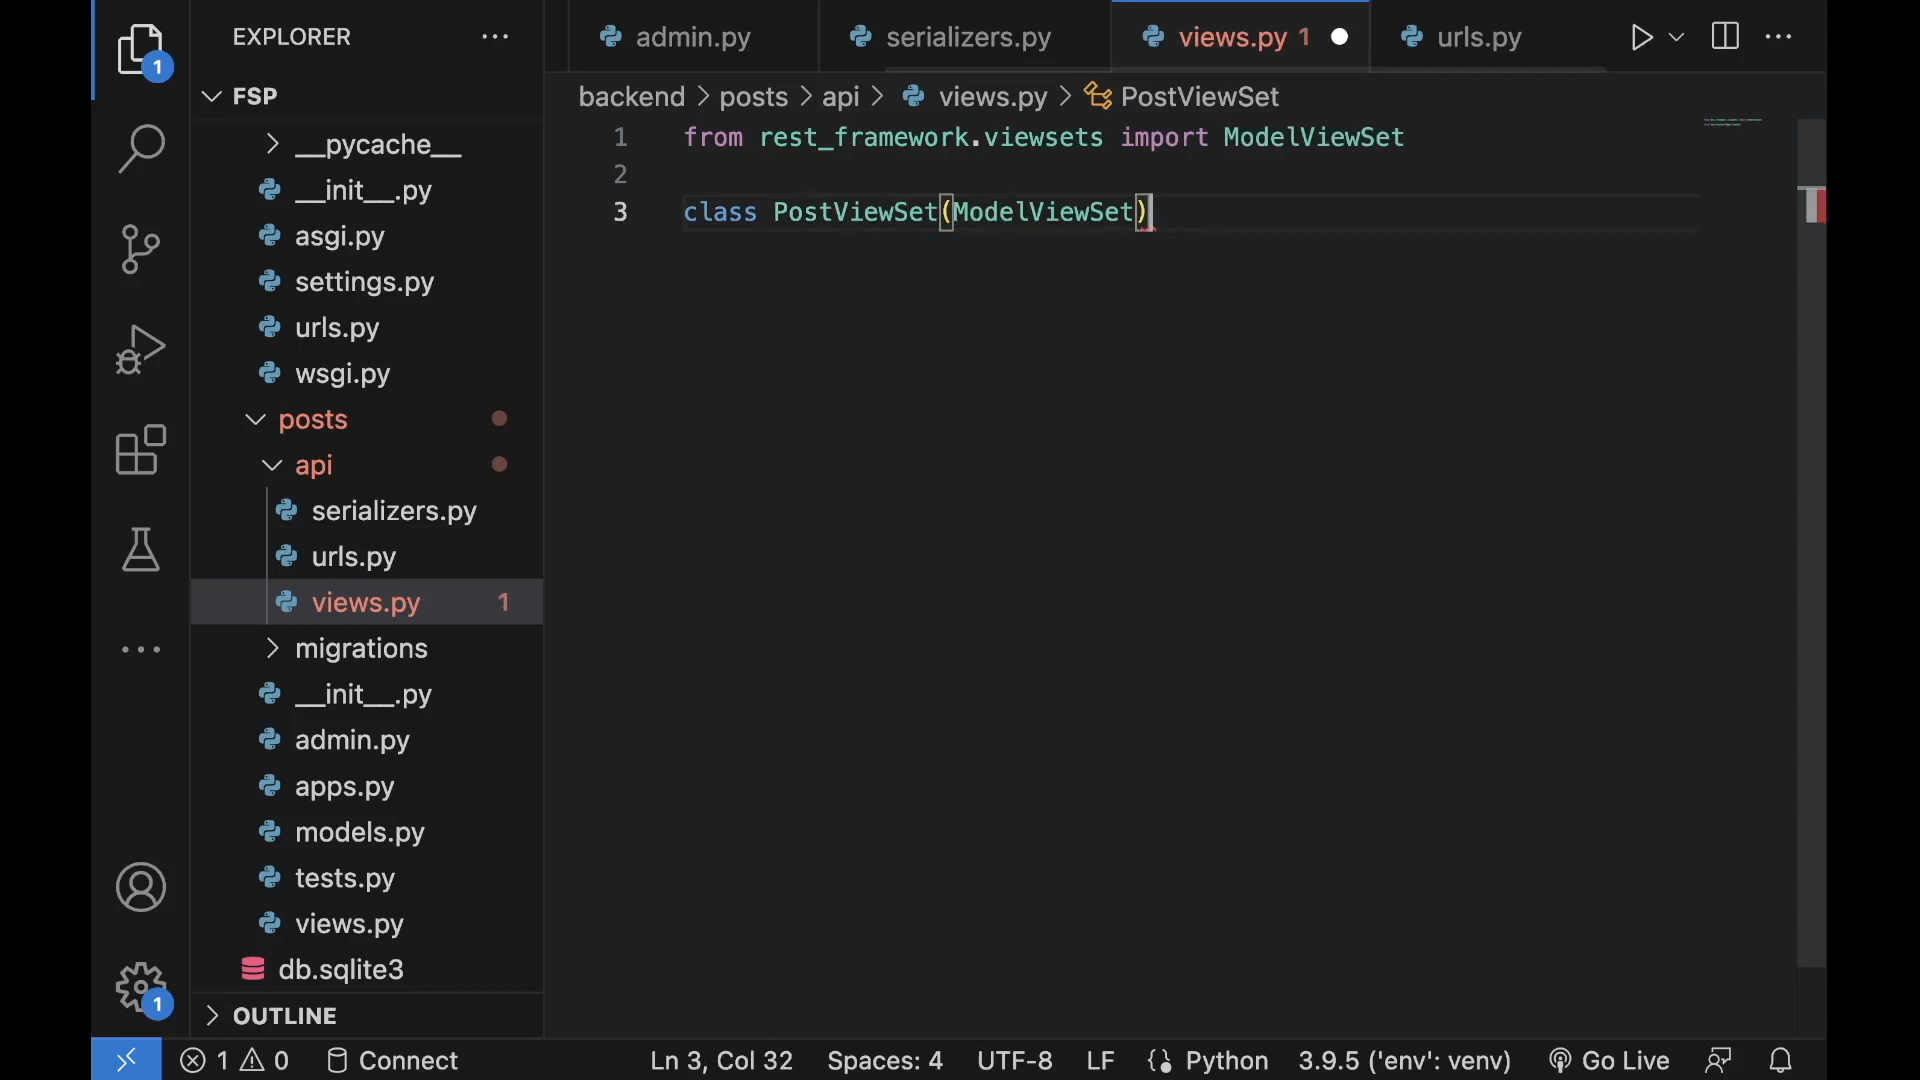 EXPLORER
FSP
__pycache__
__init__.py
asgi.py
settings.py
urls.py
wsgi.py
posts
api
serializers.py
urls.py
views.py 1
migrations
__init__.py
admin.py
apps.py
models.py
tests.py
views.py
db.sqlite3
OUTLINE
1
1
admin.py
serializers.py
views.py 1
urls.py
backend > posts > api > views.py > PostViewSet
1 from rest_framework.viewsets import ModelViewSet
2
3 class PostViewSet(ModelViewSet)
1 0 Connect Ln 3, Col 32 Spaces: 4 UTF-8 LF Python 3.9.5 ('env': venv) Go Live